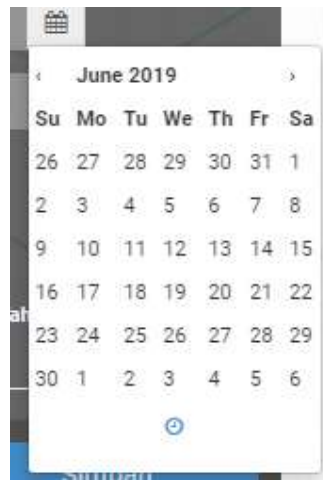 ‹ June 2019 ›
Su Mo Tu We Th Fr Sa
26 27 28 29 30 31 1
2 3 4 5 6 7 8
9 10 11 12 13 14 15
16 17 18 19 20 21 22
ah
23 24 25 26 27 28 29
30 1 2 3 4 5 6
Simpan